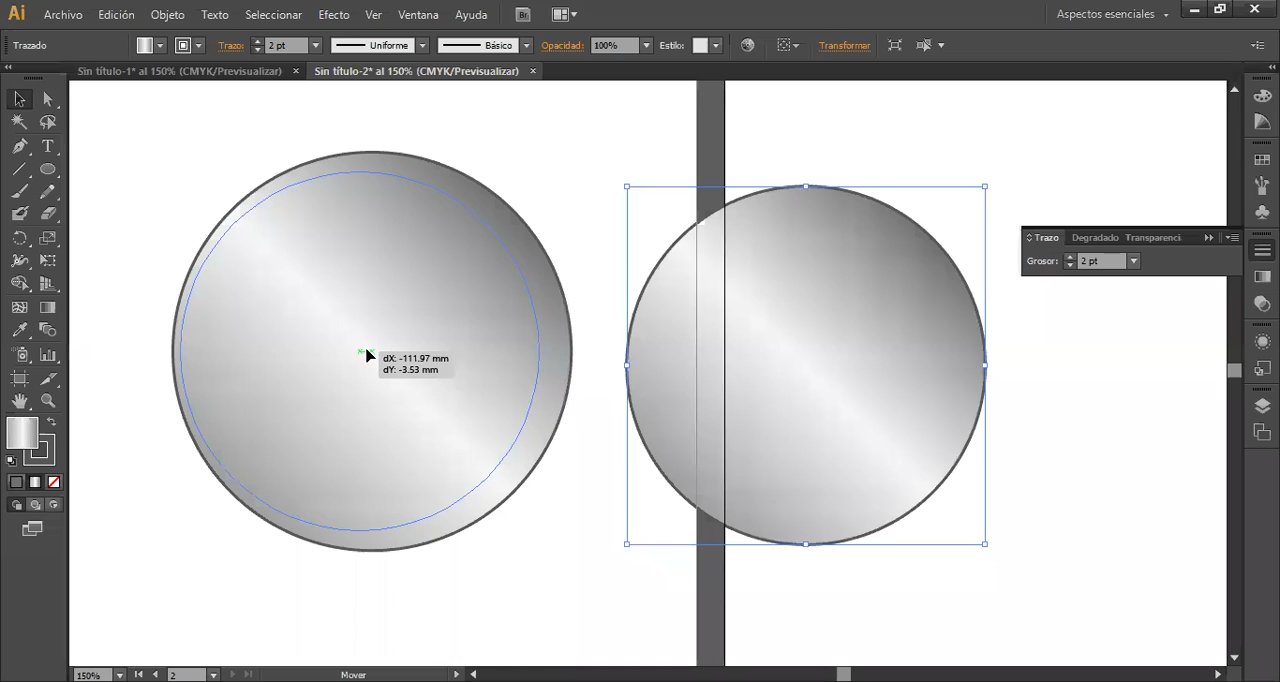 Ai Archivo Edición Objeto Texto Seleccionar Efecto Ver Ventana Ayuda Br Aspectos esenciales
Trazado Trazo: 2 pt Uniforme Básico Opacidad: 100% Estilo: Transformar
Sin título-1* al 150% (CMYK/Previsualizar) × Sin título-2* al 150% (CMYK/Previsualizar) ×
Trazo Degradado Transparenci
Grosor: 2 pt
dX: -111.97 mm
dY: -3.53 mm
150% 2 Mover